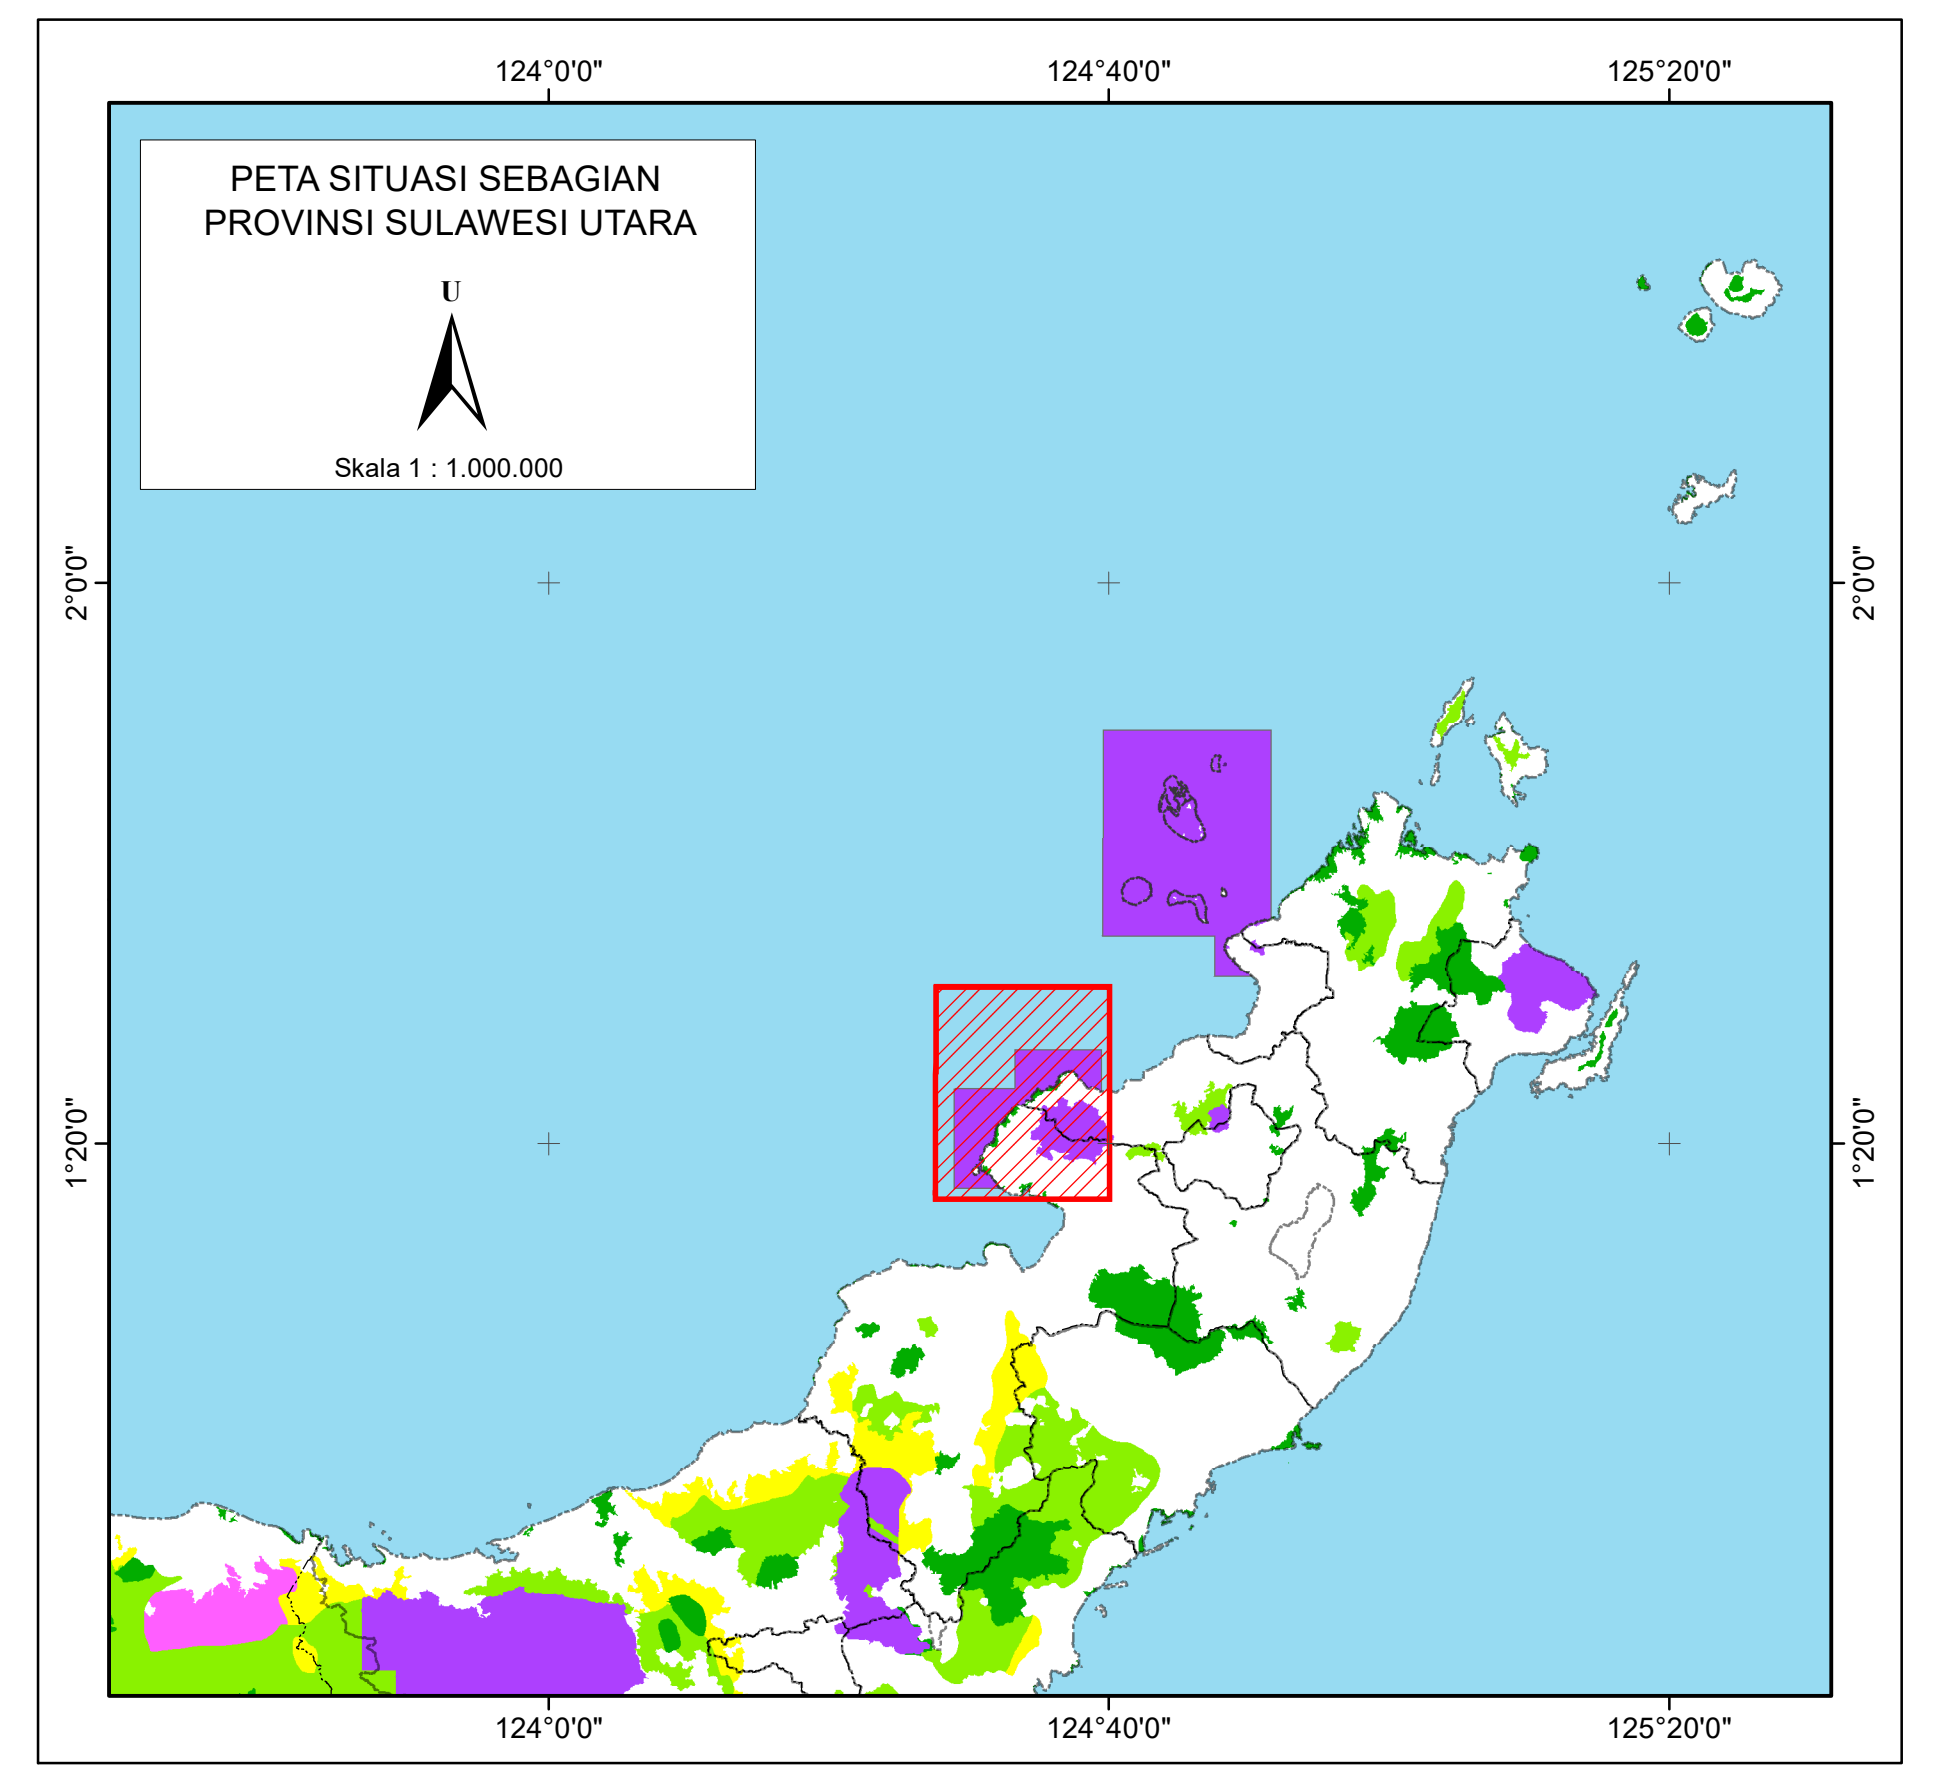 124°0'0"
124°40'0"
125°20'0"
PETA SITUASI SEBAGIAN
PROVINSI SULAWESI UTARA
U
Skala 1 : 1.000.000
2°0'0"
2°0'0"
1°20'0"
1°20'0"
124°0'0"
124°40'0"
125°20'0"